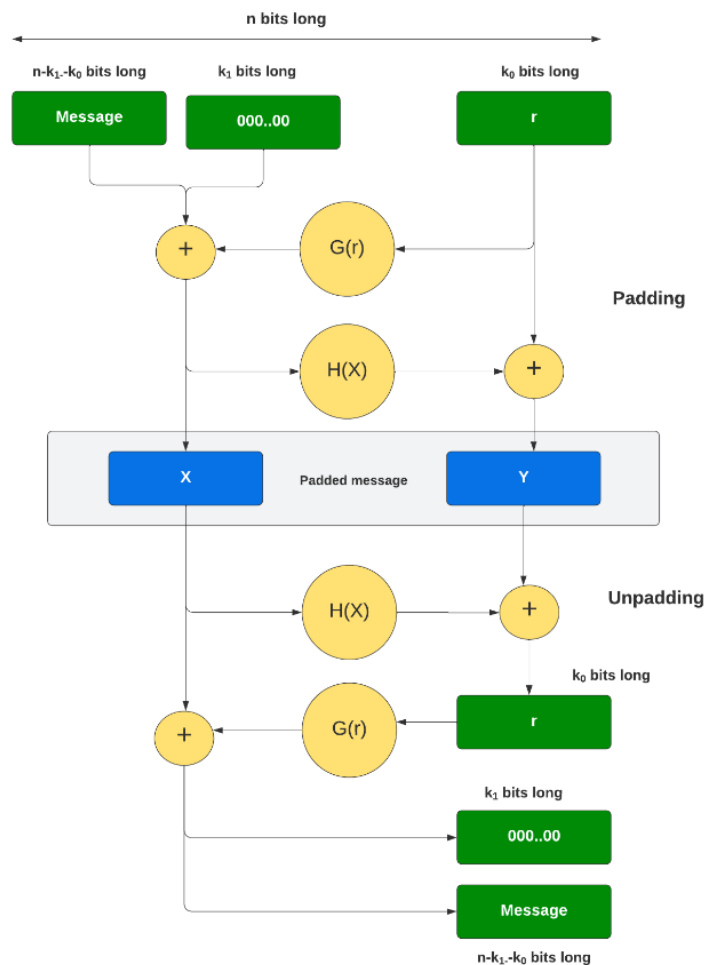 n bits long
n-k₁.-k₀ bits long
k₁ bits long
k₀ bits long
Message
000..00
r
+
G(r)
Padding
H(X)
+
X
Padded message
Y
H(X)
+
Unpadding
k₀ bits long
+
G(r)
r
k₁ bits long
000..00
Message
n-k₁.-k₀ bits long